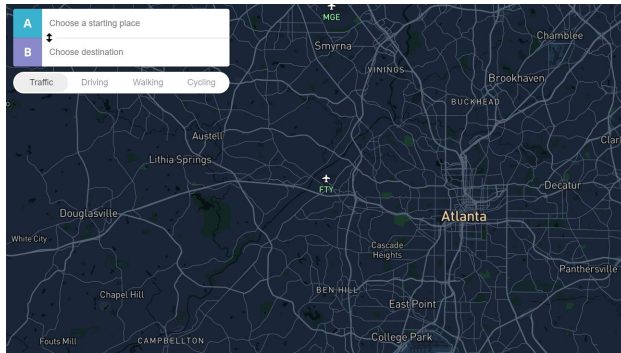 A Choose a starting place
B Choose destination
Traffic Driving Walking Cycling
MGE
Smyrna
Chamblee
VININGS
Brookhaven
BUCKHEAD
Austell
Lithia Springs
FTY
Decatur
Douglasville
Atlanta
White City
Cascade
Heights
Panthersville
Chapel Hill
BEN HILL
East Point
Fouts Mill
CAMPBELLTON
College Park